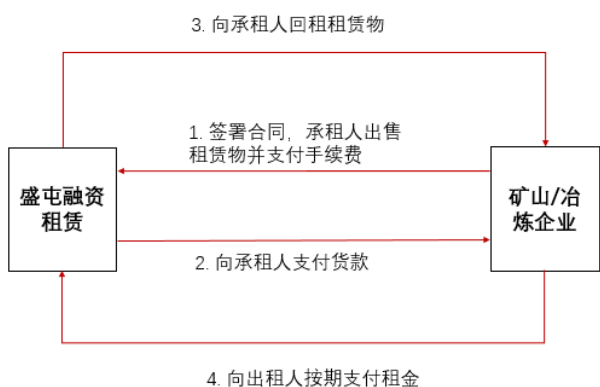 3. 向承租人回租租赁物
1. 签署合同，承租人出售
租赁物并支付手续费
盛屯融资
租赁
矿山/冶
炼企业
2. 向承租人支付货款
4. 向出租人按期支付租金